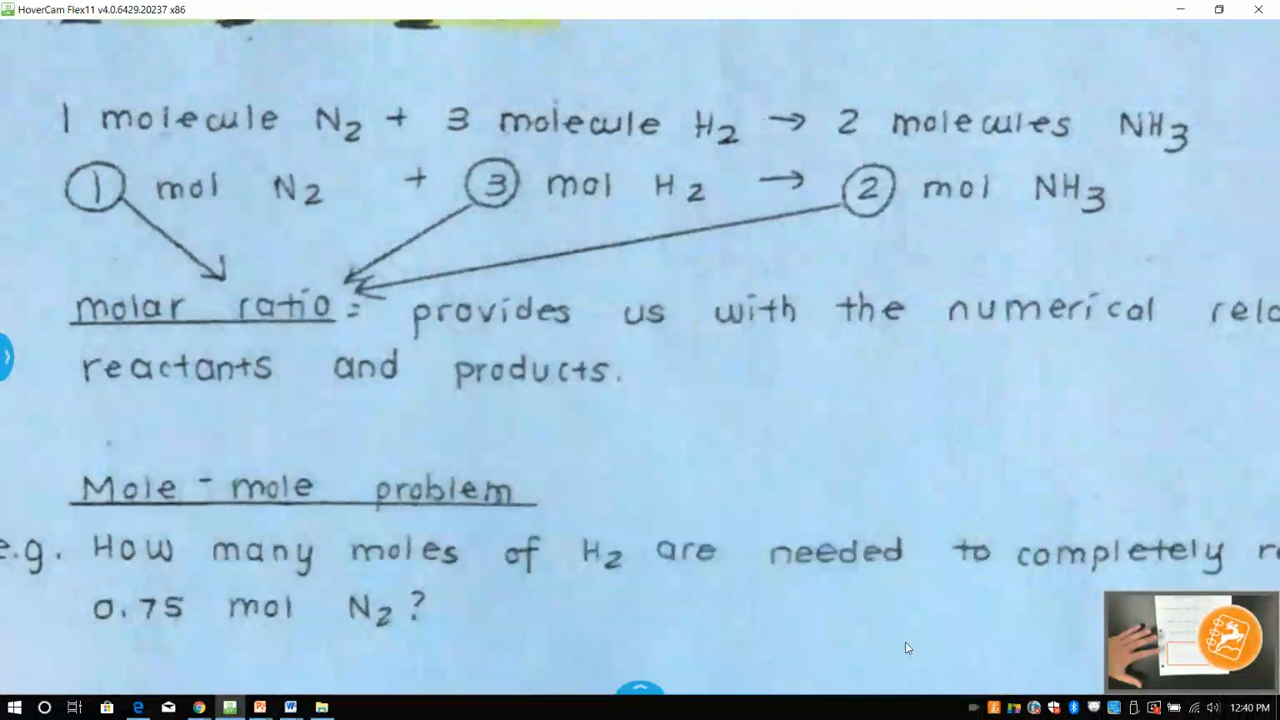 HoverCam Flex11 v4.0.6429.20237 x86
1 molecule N₂ + 3 molecule H₂ → 2 molecules NH₃
1 mol N₂ + 3 mol H₂ → 2 mol NH₃
molar ratio = provides us with the numerical
reactants and products.
Mole - mole problem
e.g. How many moles of H₂ are needed to completely
0.75 mol N₂?
12:40 PM